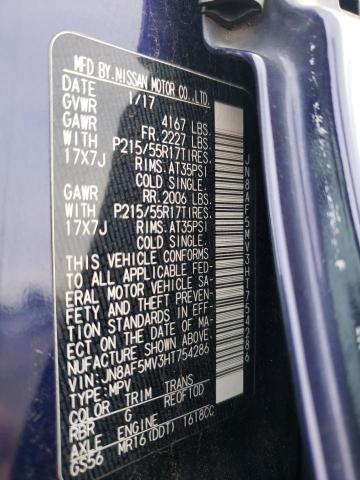 MFD BY. NISSAN MOTOR CO., LTD.
DATE 1/17
GVWR 4167 LBS.
GAWR FR. 2227 LBS.
WITH P215/55R17TIRES.
17X7J RIMS. AT35PSI
COLD SINGLE.
GAWR RR. 2006 LBS.
WITH P215/55R17TIRES.
17X7J RIMS. AT35PSI
COLD SINGLE.
THIS VEHICLE CONFORMS
TO ALL APPLICABLE FED-
ERAL MOTOR VEHICLE SA-
FETY AND THEFT PREVEN-
TION STANDARDS IN EFF-
ECT ON THE DATE OF MA-
NUFACTURE SHOWN ABOVE.
VIN:JN8AF5MV3HT754286
TYPE:MPV
COLOR TRIM TRANS
RBR G RE0F10D
AXLE ENGINE
GS56 MR16(DDT) 1618CC
JN8AF5MV3HT754286